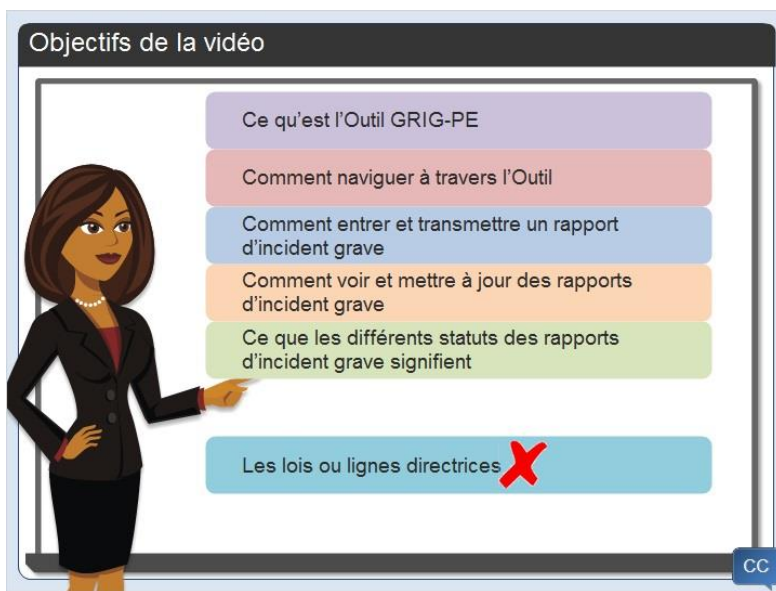 Objectifs de la vidéo
Ce qu'est l'Outil GRIG-PE
Comment naviguer à travers l'Outil
Comment entrer et transmettre un rapport
d'incident grave
Comment voir et mettre à jour des rapports
d'incident grave
Ce que les différents statuts des rapports
d'incident grave signifient
Les lois ou lignes directrices
CC